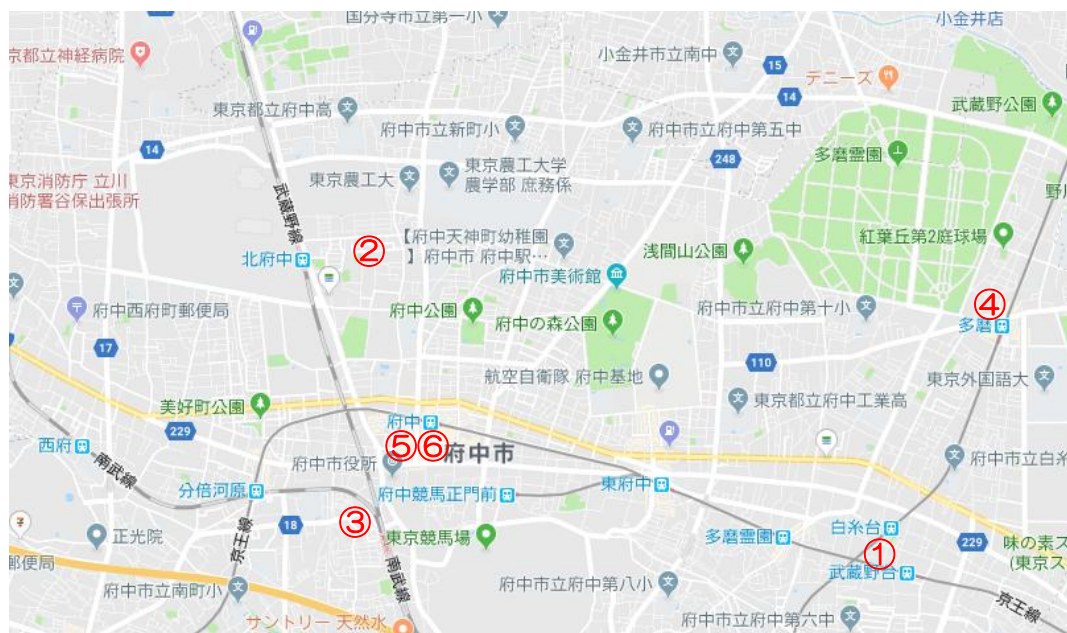 国分寺市立第一小
小金井店
京都立神経病院
小金井市立南中
15
デニーズ
14
武蔵野公園
東京都立府中高
府中市立新町小
府中市立府中第五中
14
248
多磨霊園
東京消防庁 立川
消防署谷保出張所
東京農工大
東京農工大学
農学部 庶務係
武蔵野線
野川
②
【府中天神町幼稚園
】府中市 府中駅…
浅間山公園
紅葉丘第2庭球場
北府中
府中市美術館
府中西府町郵便局
府中公園
府中の森公園
府中市立府中第十小
④
多磨
17
110
航空自衛隊 府中基地
東京外国語大
美好町公園
東京都立府中工業高
229
府中
西府
⑤⑥
府中市
府中市役所
府中市立白糸
南武線
分倍河原
府中競馬正門前
東府中
③
18
正光院
東京競馬場
多磨霊園
白糸台
①
229
味の素ス
(東京ス
郵便局
京王線
南武線
武蔵野台
府中市立南町小
府中市立府中第八小
京王線
サントリー 天然水
府中市立府中第六中